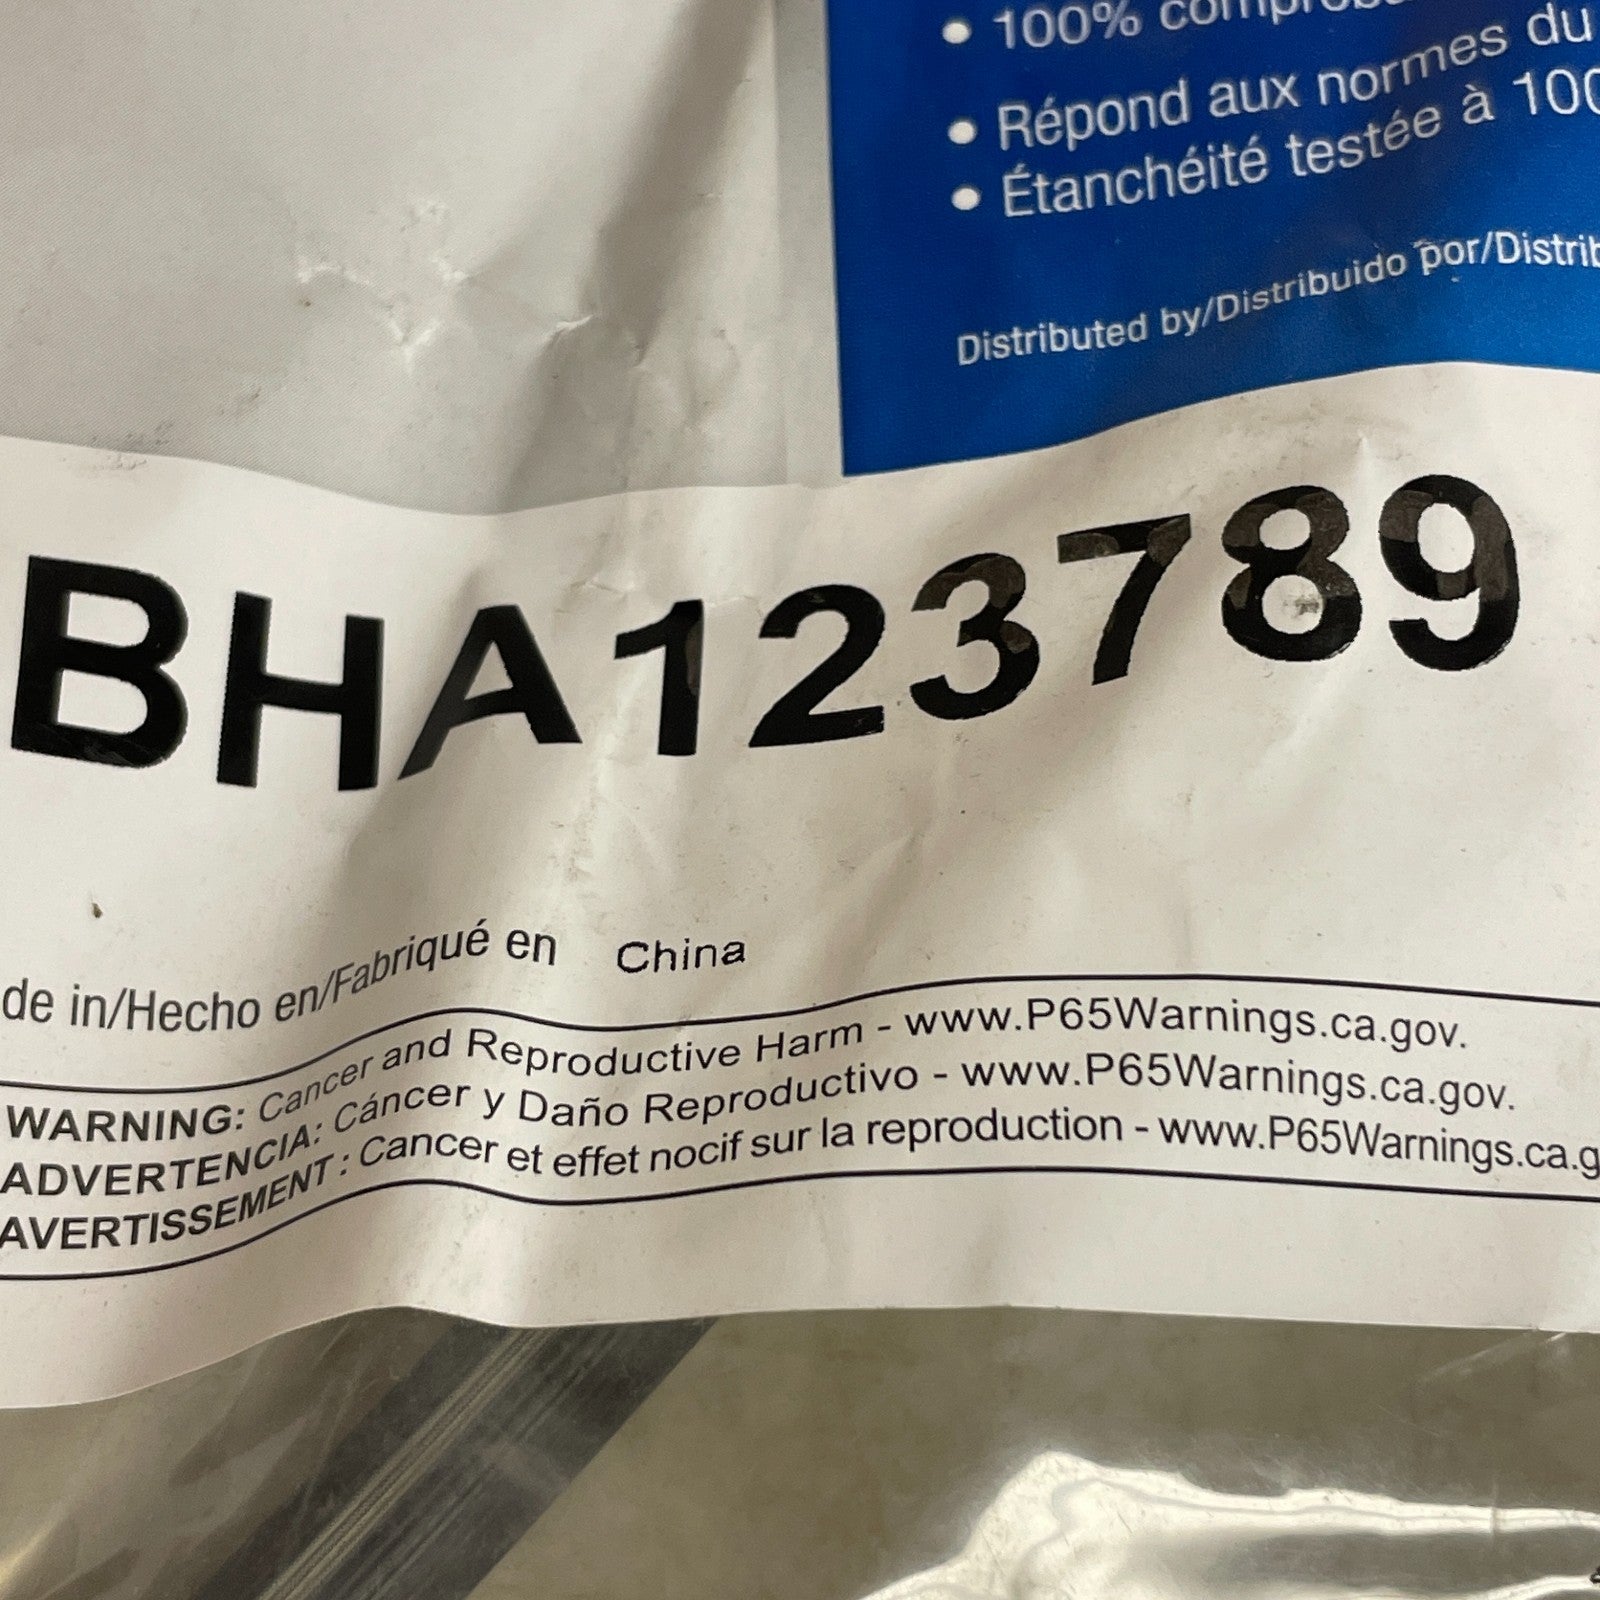 • 100%
• Répond aux normes du
• Étanchéité testée à 100
Distributed by/Distribuido por/Distrib
BHA123789
de in/Hecho en/Fabriqué en China
WARNING: Cancer and Reproductive Harm - www.P65Warnings.ca.gov.
ADVERTENCIA: Cáncer y Daño Reproductivo - www.P65Warnings.ca.gov.
AVERTISSEMENT : Cancer et effet nocif sur la reproduction - www.P65Warnings.ca.g